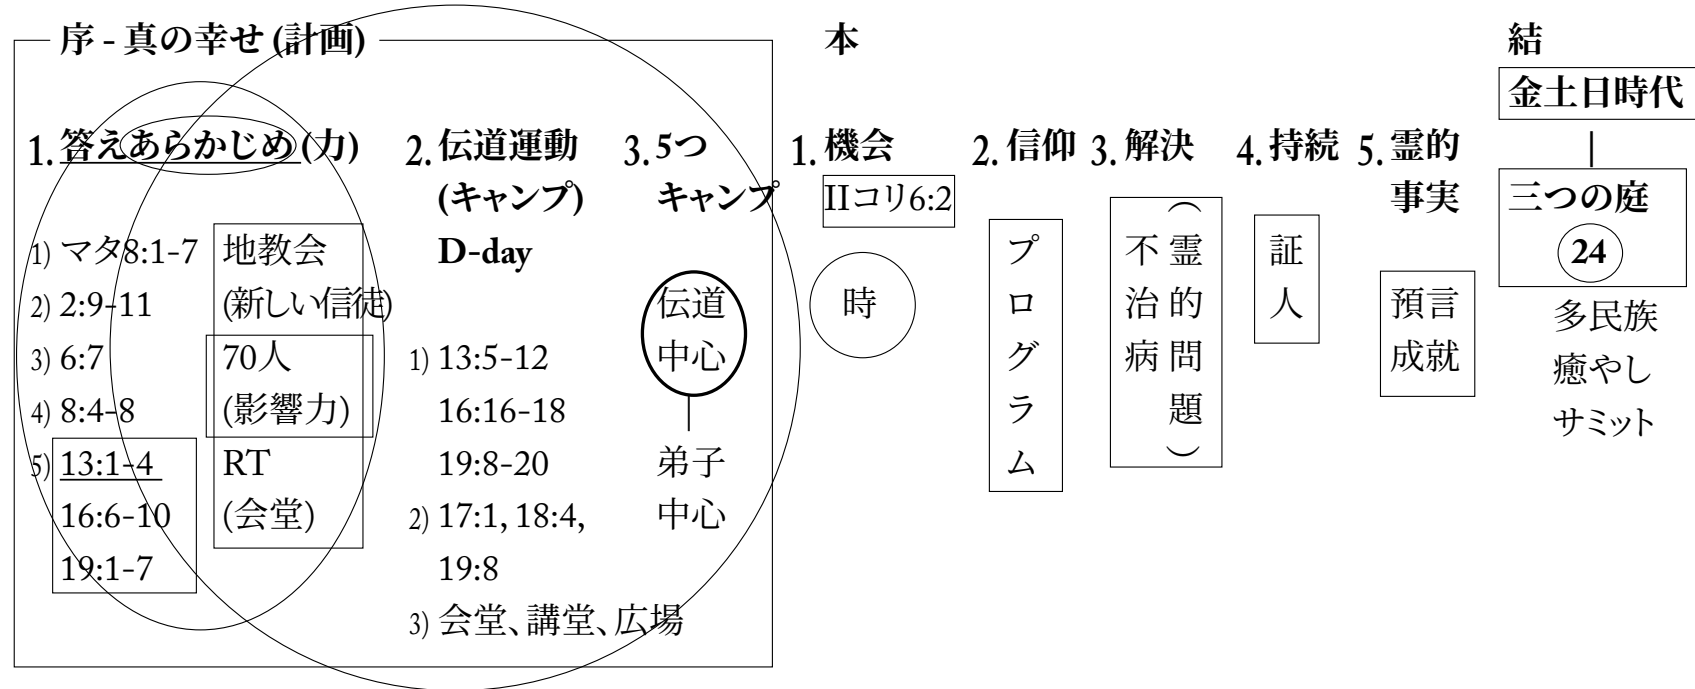 序 - 真の幸せ (計画)
1. 答えあらかじめ (力)
1) マタ8:1-7
2) 2:9-11
3) 6:7
4) 8:4-8
5) 13:1-4
16:6-10
19:1-7
地教会
(新しい信徒)
70人
(影響力)
RT
(会堂)
2. 伝道運動
(キャンプ)
D-day
1) 13:5-12
16:16-18
19:8-20
2) 17:1, 18:4,
19:8
3) 会堂、講堂、広場
3. 5つ
キャンプ
伝道
中心
弟子
中心
本
1. 機会
IIコリ6:2
時
2. 信仰
プログラム
3. 解決
(霊的問題)
不治病
4. 持続
証人
5. 霊的
事実
預言
成就
結
金土日時代
三つの庭
24
多民族
癒やし
サミット